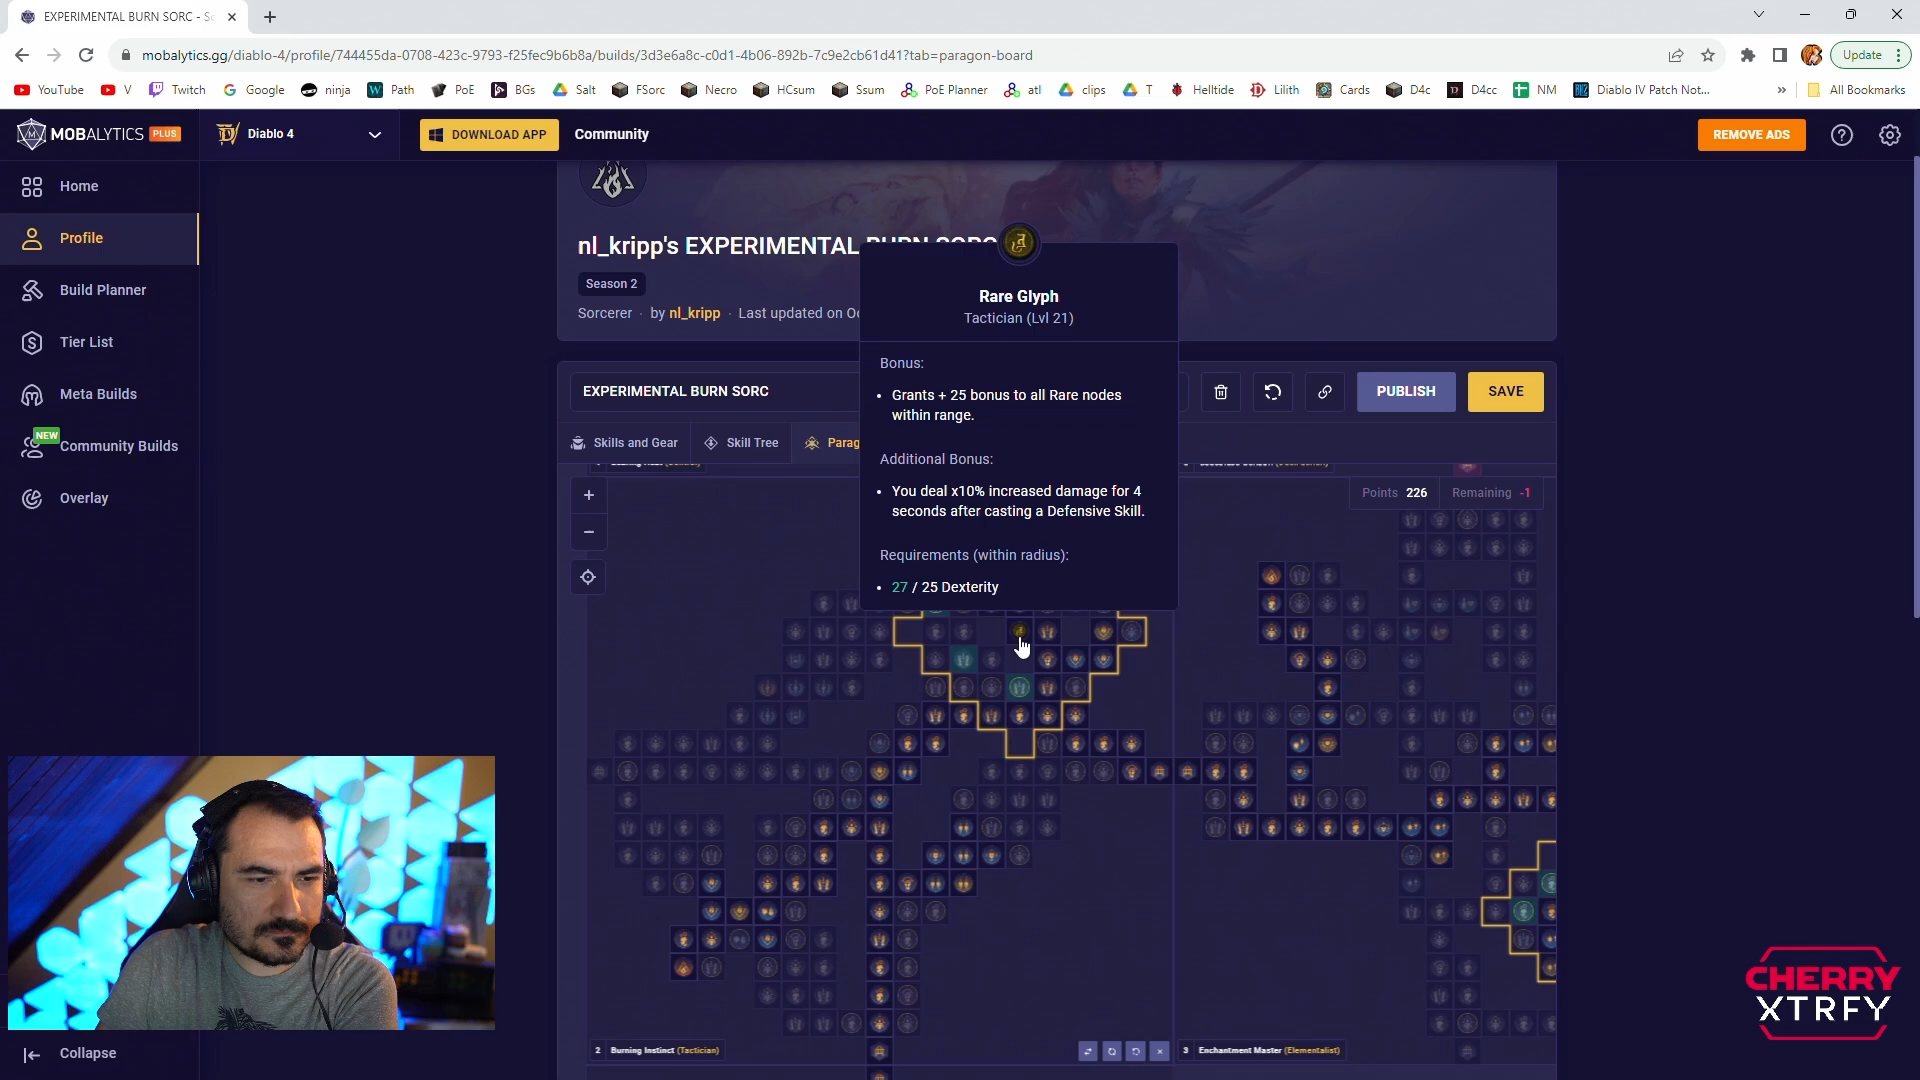 EXPERIMENTAL BURN SORC - Sc
mobalytics.gg/diablo-4/profile/744455da-0708-423c-9793-f25fec9b6b8a/builds/3d3e6a8c-c0d1-4b06-892b-7c9e2cb61d41?tab=paragon-board
Update
YouTube
V
Twitch
Google
ninja
Path
PoE
BGs
Salt
FSorc
Necro
HCsum
Ssum
PoE Planner
atl
clips
T
Helltide
Lilith
Cards
D4c
D4cc
NM
Diablo IV Patch Not...
»
All Bookmarks
MOBALYTICS PLUS
Diablo 4
DOWNLOAD APP
Community
REMOVE ADS
Home
Profile
Build Planner
Tier List
Meta Builds
NEW
Community Builds
Overlay
Collapse
nl_kripp's EXPERIMENTAL BURN SORC
Season 2
Sorcerer · by nl_kripp · Last updated on Oc
EXPERIMENTAL BURN SORC
PUBLISH
SAVE
Skills and Gear
Skill Tree
Parag
Points 226
Remaining -1
Rare Glyph
Tactician (Lvl 21)
Bonus:
• Grants + 25 bonus to all Rare nodes
within range.
Additional Bonus:
• You deal x10% increased damage for 4
seconds after casting a Defensive Skill.
Requirements (within radius):
• 27 / 25 Dexterity
2 Burning Instinct (Tactician)
3 Enchantment Master (Elementalist)
CHERRY
XTRFY